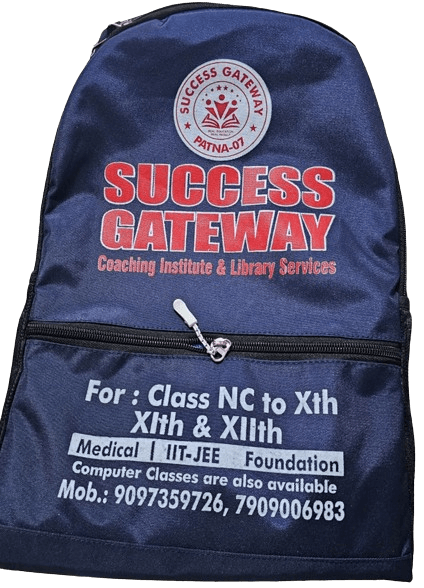 SUCCESS GATEWAY
PATNA-07
SUCCESS
GATEWAY
Coaching Institute & Library Services
For : Class NC to Xth
XIth & XIIth
Medical | IIT-JEE Foundation
Computer Classes are also available
Mob.: 9097359726, 7909006983